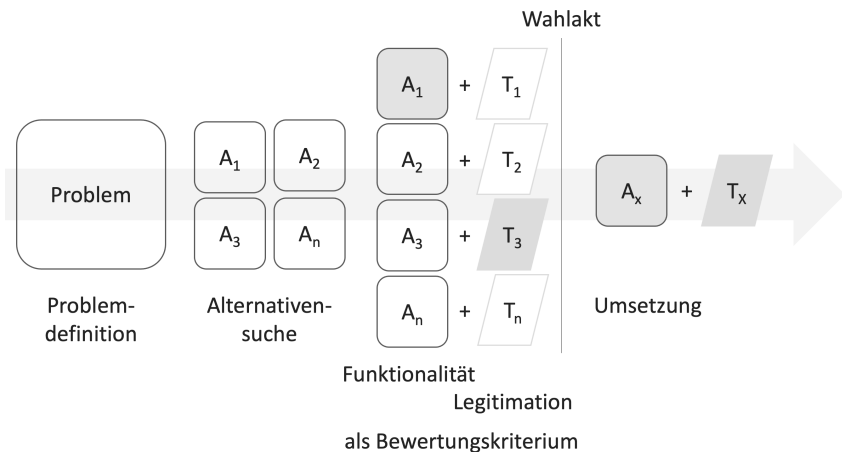 Wahlakt
Problem
A1
A2
A3
An
A1 + T1
A2 + T2
A3 + T3
An + Tn
Ax + TX
Problem-
definition
Alternativen-
suche
Umsetzung
Funktionalität
Legitimation
als Bewertungskriterium